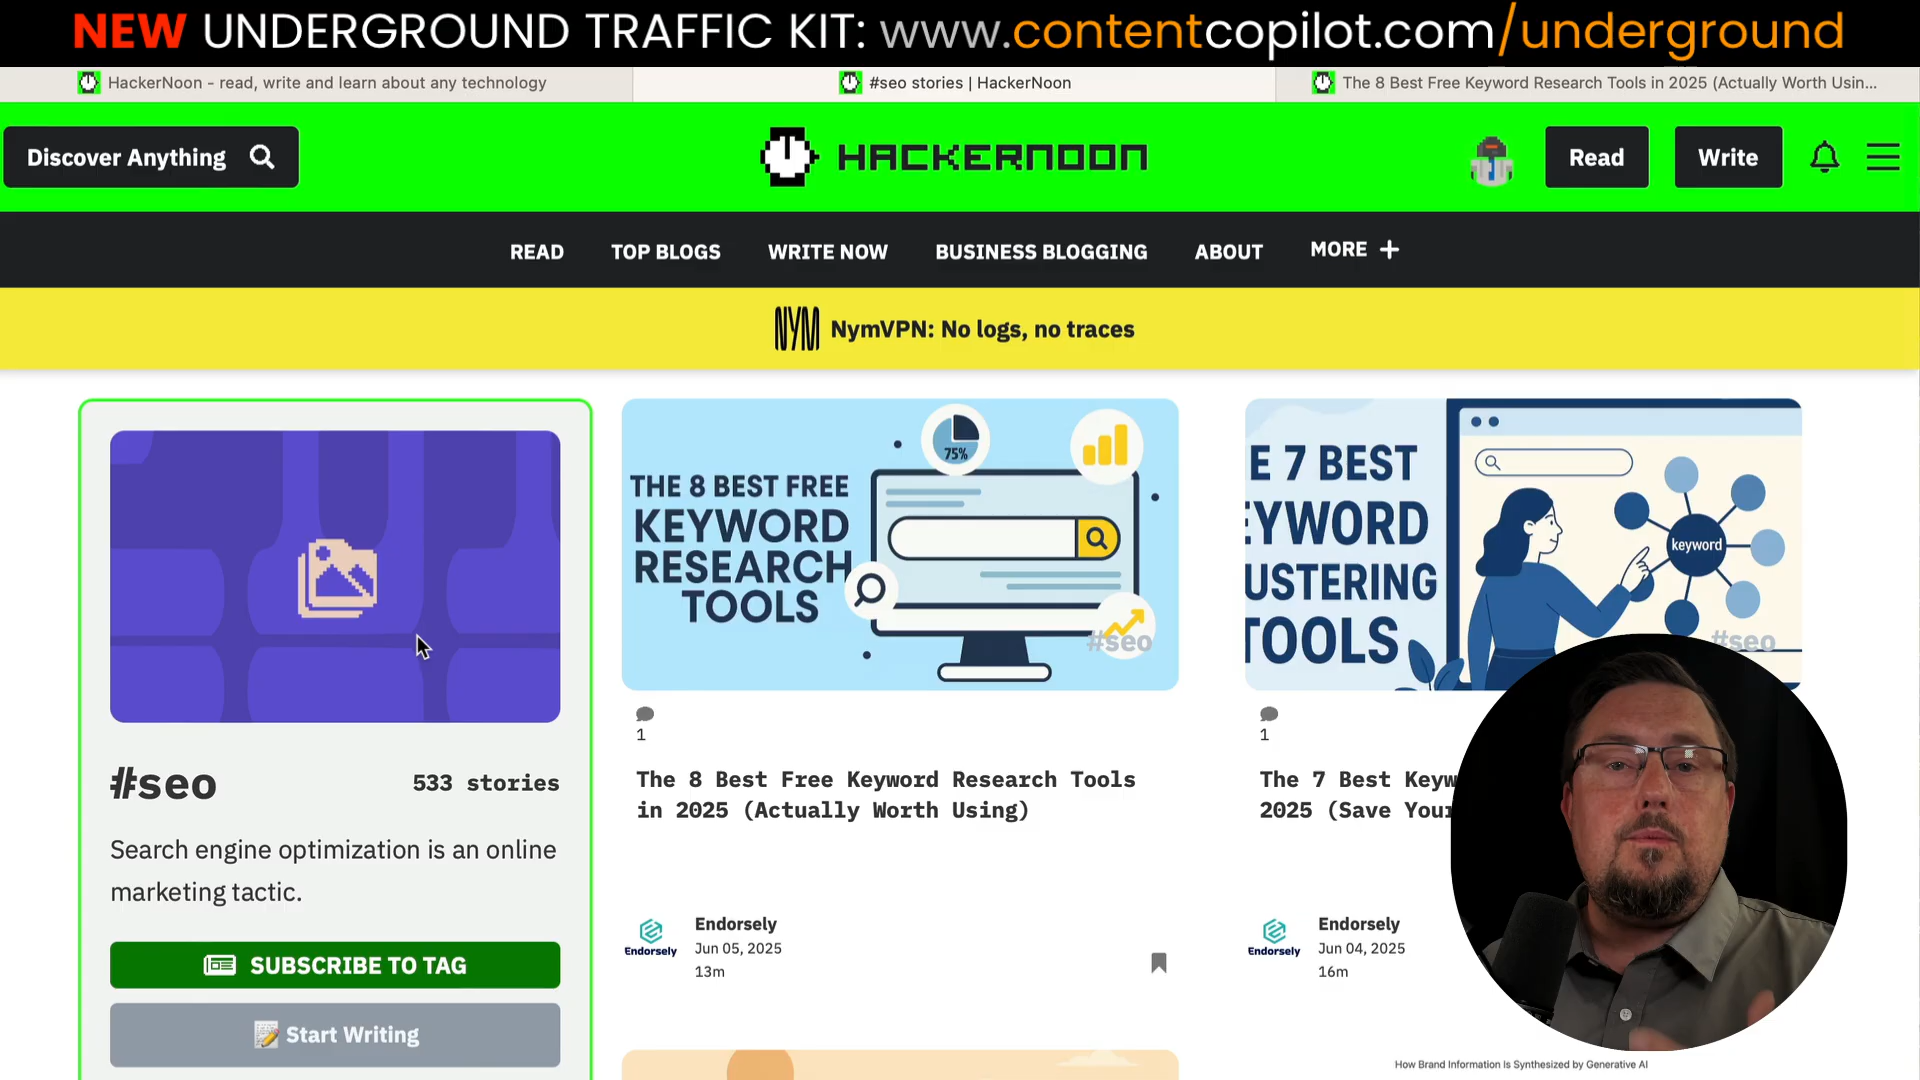 NEW UNDERGROUND TRAFFIC KIT: www.contentcopilot.com/underground
HackerNoon - read, write and learn about any technology
#seo stories | HackerNoon
The 8 Best Free Keyword Research Tools in 2025 (Actually Worth Usin...
Discover Anything
HACKERNOON
Read
Write
READ
TOP BLOGS
WRITE NOW
BUSINESS BLOGGING
ABOUT
MORE +
NYM
NymVPN: No logs, no traces
#seo
533 stories
Search engine optimization is an online
marketing tactic.
SUBSCRIBE TO TAG
Start Writing
THE 8 BEST FREE
KEYWORD
RESEARCH
TOOLS
75%
#seo
1
The 8 Best Free Keyword Research Tools
in 2025 (Actually Worth Using)
Endorsely
Endorsely
Jun 05, 2025
13m
E 7 BEST
EYWORD
USTERING
TOOLS
keyword
#seo
1
The 7 Best Keyw
2025 (Save Your
Endorsely
Endorsely
Jun 04, 2025
16m
How Brand Information Is Synthesized by Generative AI